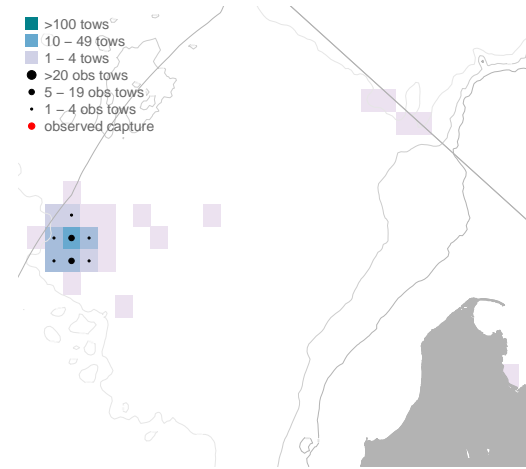 >100 tows
10 – 49 tows
1 – 4 tows
>20 obs tows
5 – 19 obs tows
1 – 4 obs tows
observed capture